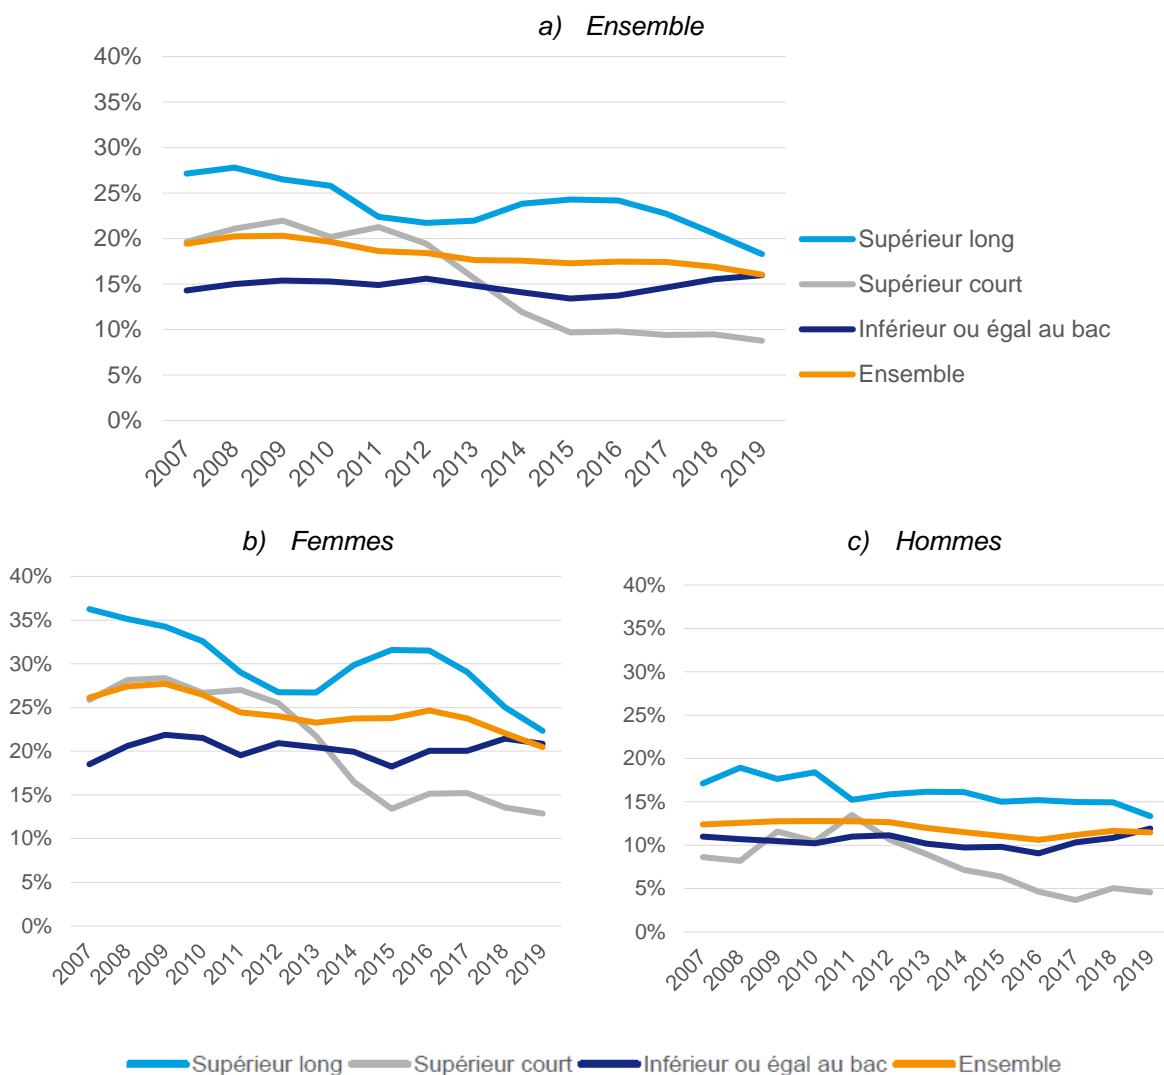 a) Ensemble
40%
35%
30%
25%
20%
15%
10%
5%
0%
2007 2008 2009 2010 2011 2012 2013 2014 2015 2016 2017 2018 2019
Supérieur long
Supérieur court
Inférieur ou égal au bac
Ensemble
b) Femmes
40%
35%
30%
25%
20%
15%
10%
5%
0%
2007 2008 2009 2010 2011 2012 2013 2014 2015 2016 2017 2018 2019
c) Hommes
40%
35%
30%
25%
20%
15%
10%
5%
0%
2007 2008 2009 2010 2011 2012 2013 2014 2015 2016 2017 2018 2019
Supérieur long Supérieur court Inférieur ou égal au bac Ensemble